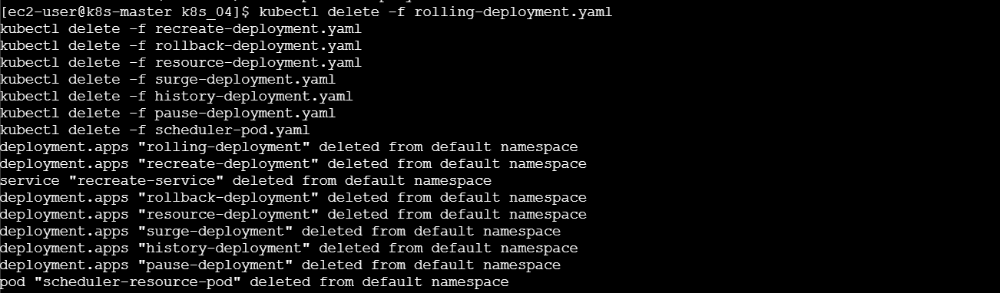 [ec2-user@k8s-master k8s_04]$ kubectl delete -f rolling-deployment.yaml
kubectl delete -f recreate-deployment.yaml
kubectl delete -f rollback-deployment.yaml
kubectl delete -f resource-deployment.yaml
kubectl delete -f surge-deployment.yaml
kubectl delete -f history-deployment.yaml
kubectl delete -f pause-deployment.yaml
kubectl delete -f scheduler-pod.yaml
deployment.apps "rolling-deployment" deleted from default namespace
deployment.apps "recreate-deployment" deleted from default namespace
service "recreate-service" deleted from default namespace
deployment.apps "rollback-deployment" deleted from default namespace
deployment.apps "resource-deployment" deleted from default namespace
deployment.apps "surge-deployment" deleted from default namespace
deployment.apps "history-deployment" deleted from default namespace
deployment.apps "pause-deployment" deleted from default namespace
pod "scheduler-resource-pod" deleted from default namespace